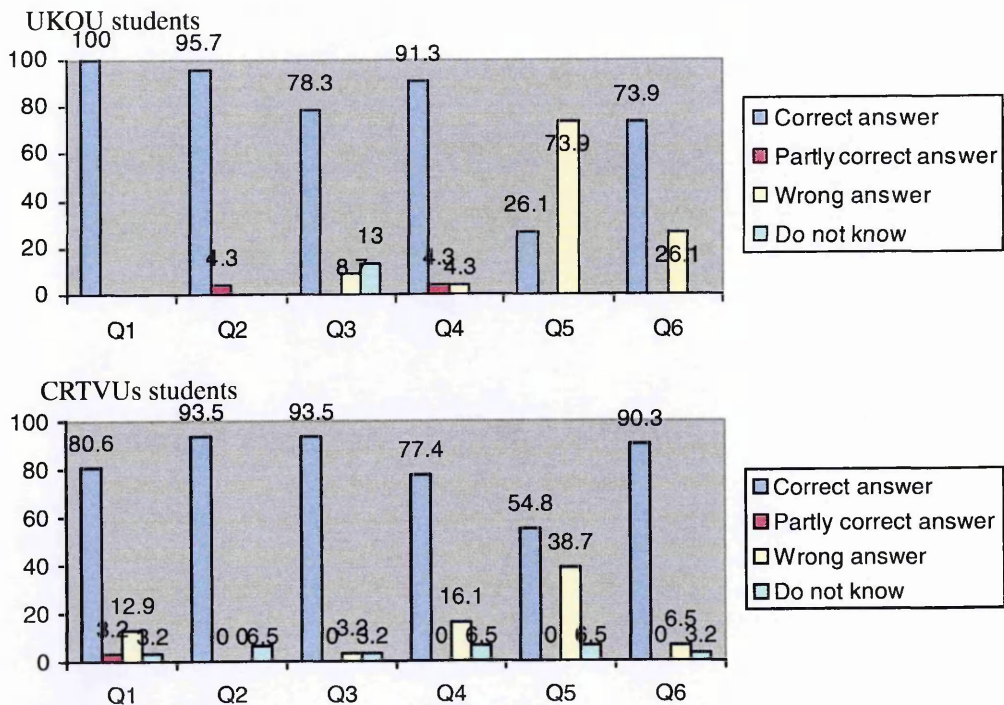 UKOU students
100 95.7 78.3 91.3 73.9
100
80
60
40
20
0
4.3 8.7 13 4.3 4.3 26.1 73.9 26.1
Q1 Q2 Q3 Q4 Q5 Q6
Correct answer
Partly correct answer
Wrong answer
Do not know
CRTVUs students
80.6 93.5 93.5 77.4 54.8 90.3
100
80
60
40
20
0
3.2 12.9 3.2 0 0 6.5 0 3.2 0 16.1 6.5 0 38.7 6.5 0 6.5 3.2
Q1 Q2 Q3 Q4 Q5 Q6
Correct answer
Partly correct answer
Wrong answer
Do not know